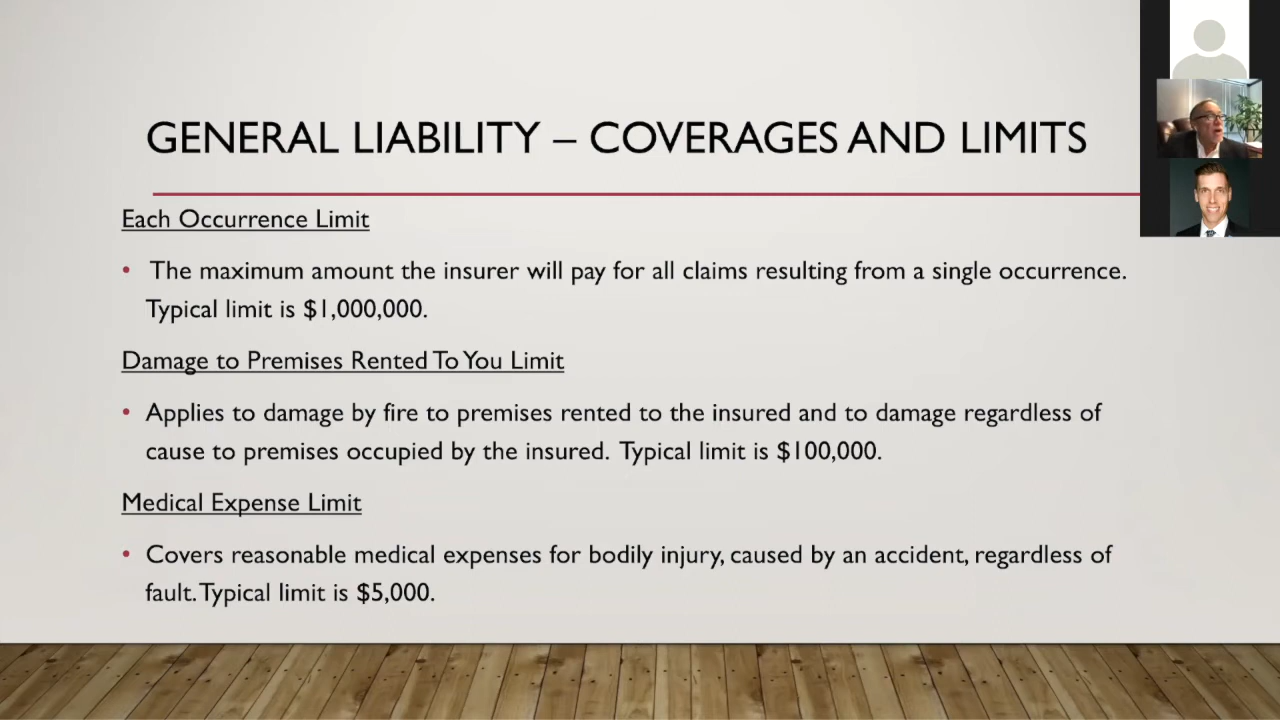 GENERAL LIABILITY – COVERAGES AND LIMITS
Each Occurrence Limit
• The maximum amount the insurer will pay for all claims resulting from a single occurrence.
Typical limit is $1,000,000.
Damage to Premises Rented To You Limit
• Applies to damage by fire to premises rented to the insured and to damage regardless of
cause to premises occupied by the insured. Typical limit is $100,000.
Medical Expense Limit
• Covers reasonable medical expenses for bodily injury, caused by an accident, regardless of
fault. Typical limit is $5,000.